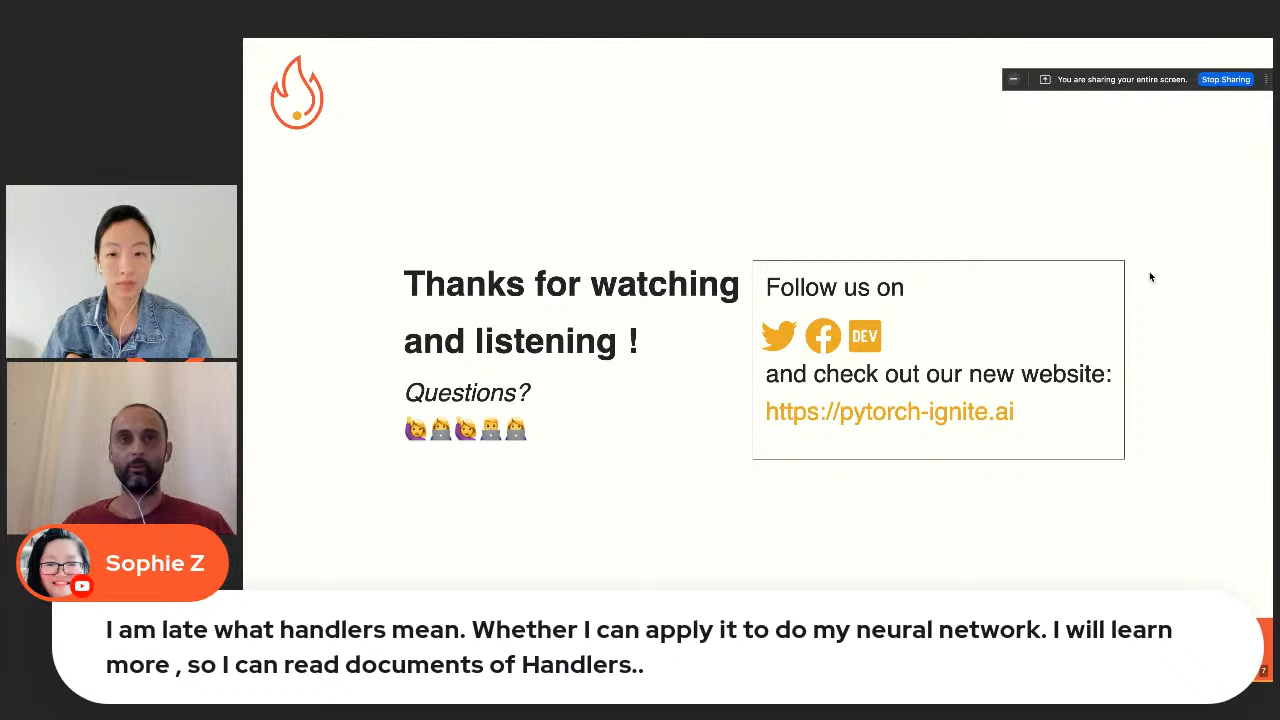 You are sharing your entire screen.
Stop Sharing
Thanks for watching
and listening !
Questions?
Follow us on
DEV
and check out our new website:
https://pytorch-ignite.ai
Sophie Z
I am late what handlers mean. Whether I can apply it to do my neural network. I will learn
more , so I can read documents of Handlers..
7